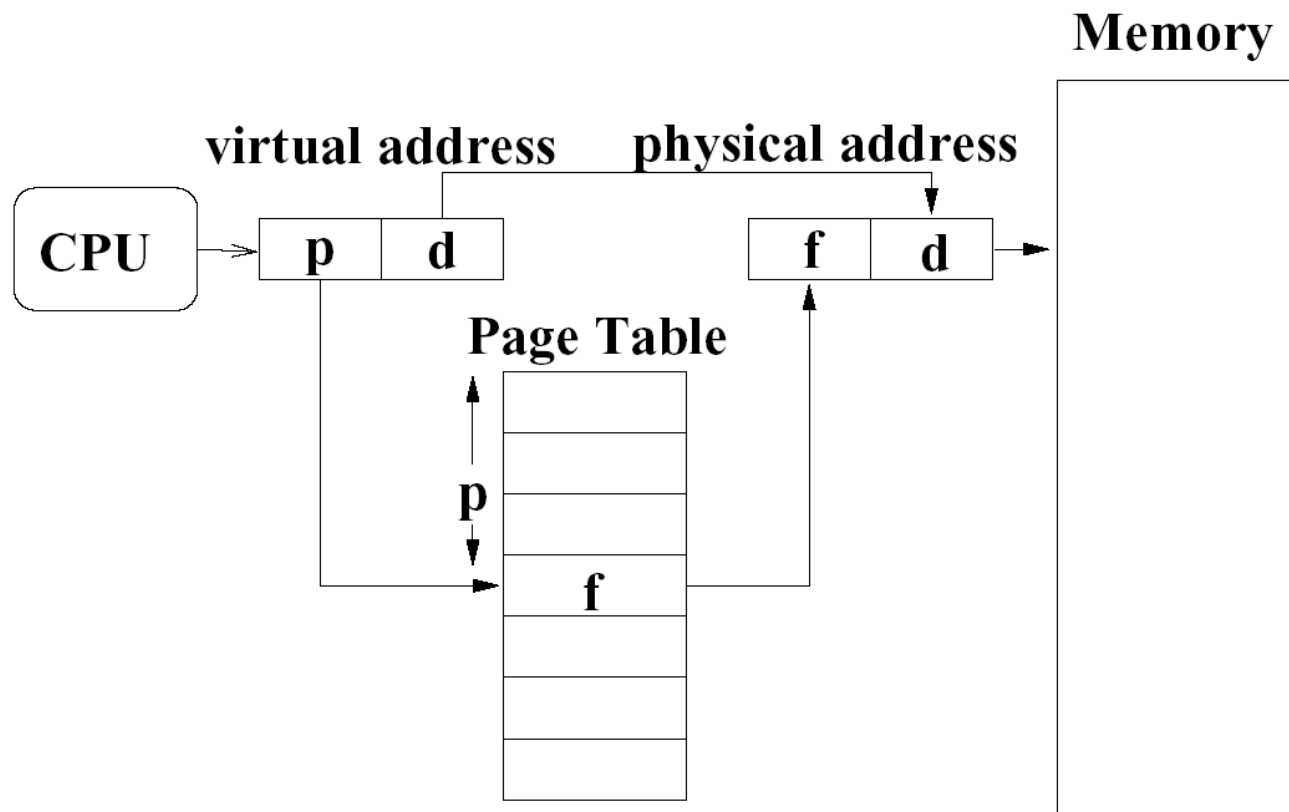 Memory
virtual address
physical address
CPU
p
d
f
d
Page Table
p
f